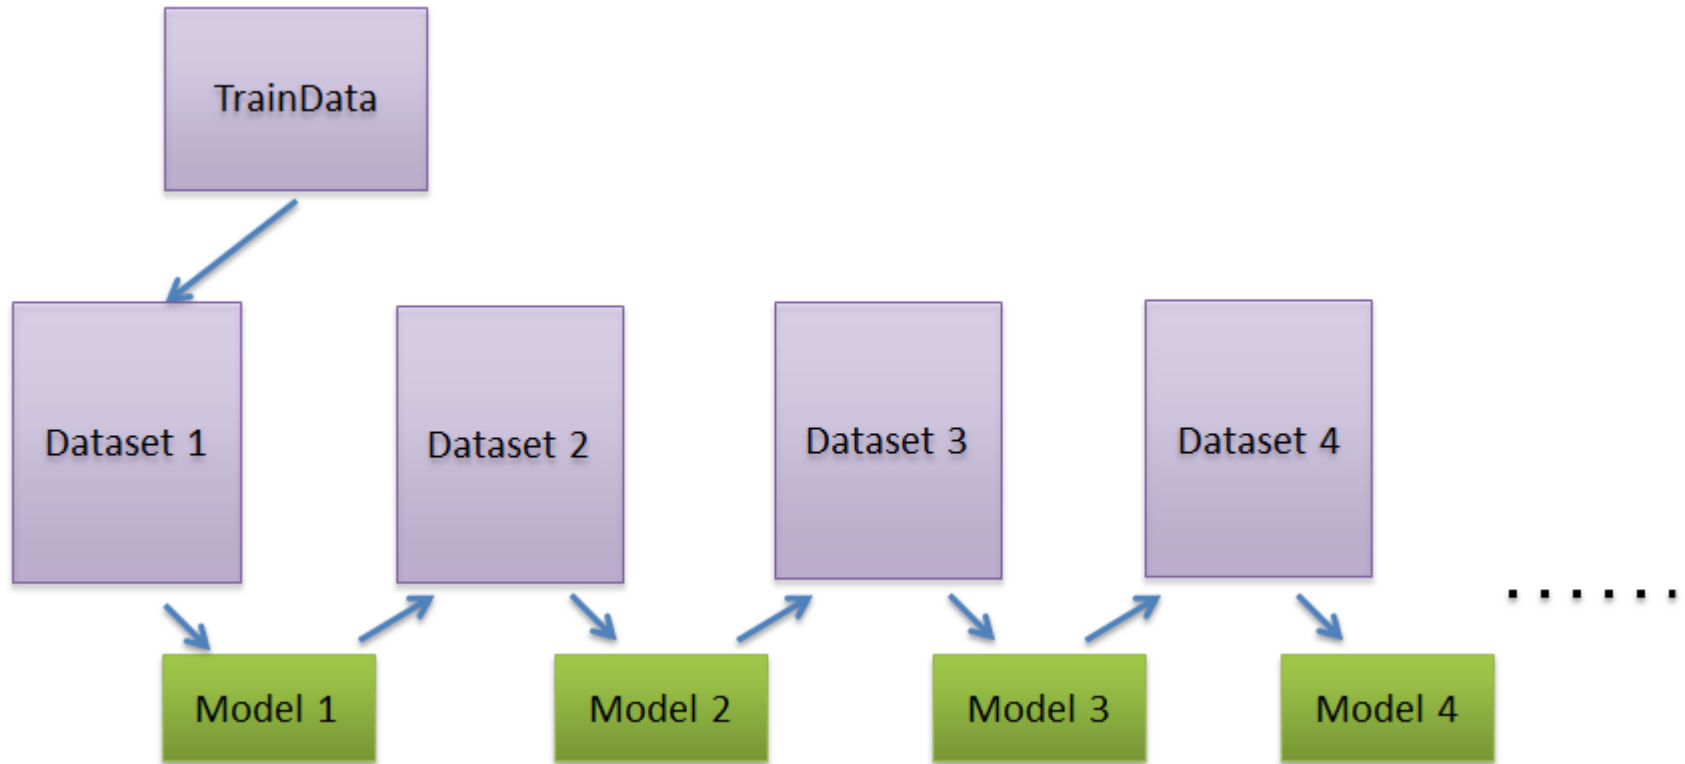 TrainData
Dataset 1
Dataset 2
Dataset 3
Dataset 4
......
Model 1
Model 2
Model 3
Model 4